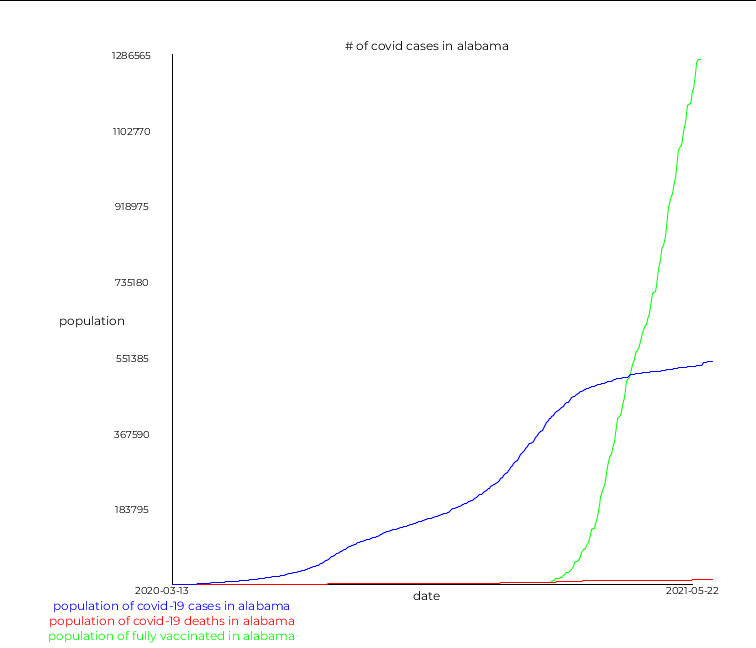 # of covid cases in alabama
1286565
1102770
918975
735180
population
551385
367590
183795
2020-03-13
2021-05-22
date
population of covid-19 cases in alabama
population of covid-19 deaths in alabama
population of fully vaccinated in alabama